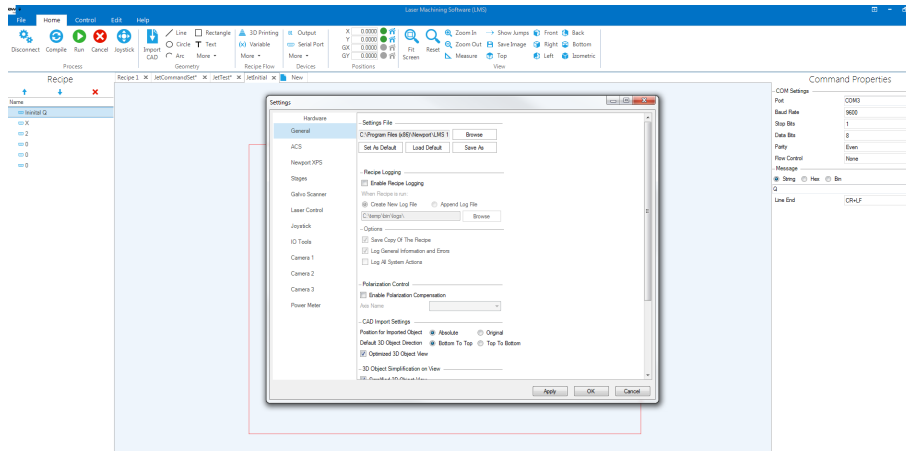 Laser Machining Software (LMS)
File Home Control Edit Help
Disconnect Compile Run Cancel Joystick
Process
Import CAD
Line Rectangle
Circle Text
Arc More
Geometry
3D Printing
(x) Variable
More
Recipe Flow
Output
Serial Port
More
Devices
X 0.0000
Y 0.0000
GX 0.0000
GY 0.0000
Positions
Fit Screen
Reset
Zoom In Show Jumps Front Back
Zoom Out Save Image Right Bottom
Measure Top Left Isometric
View
Recipe
Recipe 1 JetCommandSet* JetTest* JetInitial New
Command Properties
Name
Ininital Q
X
2
0
0
0
Settings
Hardware
General
ACS
Newport XPS
Stages
Galvo Scanner
Laser Control
Joystick
IO Tools
Camera 1
Camera 2
Camera 3
Power Meter
Settings File
C:\Program Files (x86)\Newport\LMS 1 Browse
Set As Default Load Default Save As
Recipe Logging
Enable Recipe Logging
When Recipe is run:
Create New Log File Append Log File
C:\temp\bin\logs\ Browse
Options
Save Copy Of The Recipe
Log General Information and Errors
Log All System Actions
Polarization Control
Enable Polarization Compensation
Axis Name
CAD Import Settings
Position for Imported Object Absolute Original
Default 3D Object Direction Bottom To Top Top To Bottom
Optimized 3D Object View
3D Object Simplification on View
Simplified 3D Object View
Apply OK Cancel
COM Settings
Port COM3
Baud Rate 9600
Stop Bits 1
Data Bits 8
Parity Even
Flow Control None
Message
String Hex Bin
Q
Line End CR+LF